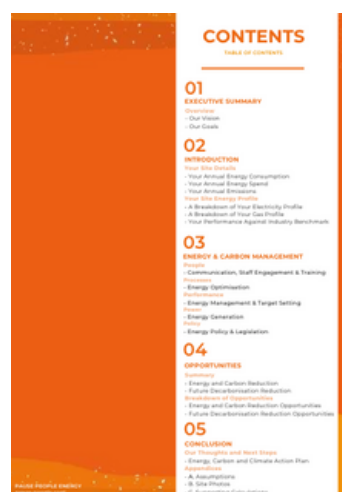 CONTENTS
TABLE OF CONTENTS
01
EXECUTIVE SUMMARY
Overview
- Our Vision
- Our Goals
02
INTRODUCTION
Your Site Details
- Your Annual Energy Consumption
- Your Annual Energy Spend
- Your Annual Emissions
Your Site Energy Profile
- A Breakdown of Your Electricity Profile
- A Breakdown of Your Gas Profile
- Your Performance Against Industry Benchmark
03
ENERGY & CARBON MANAGEMENT
People
- Communication, Staff Engagement & Training
Processes
- Energy Optimisation
Performance
- Energy Management & Target Setting
Power
- Energy Generation
Policy
- Energy Policy & Legislation
04
OPPORTUNITIES
Summary
- Energy and Carbon Reduction
- Future Decarbonisation Reduction
Breakdown of Opportunities
- Energy and Carbon Reduction Opportunities
- Future Decarbonisation Reduction Opportunities
05
CONCLUSION
Our Thoughts and Next Steps
- Energy, Carbon and Climate Action Plan
Appendices
- A. Assumptions
- B. Site Photos
PAUSE PEOPLE ENERGY